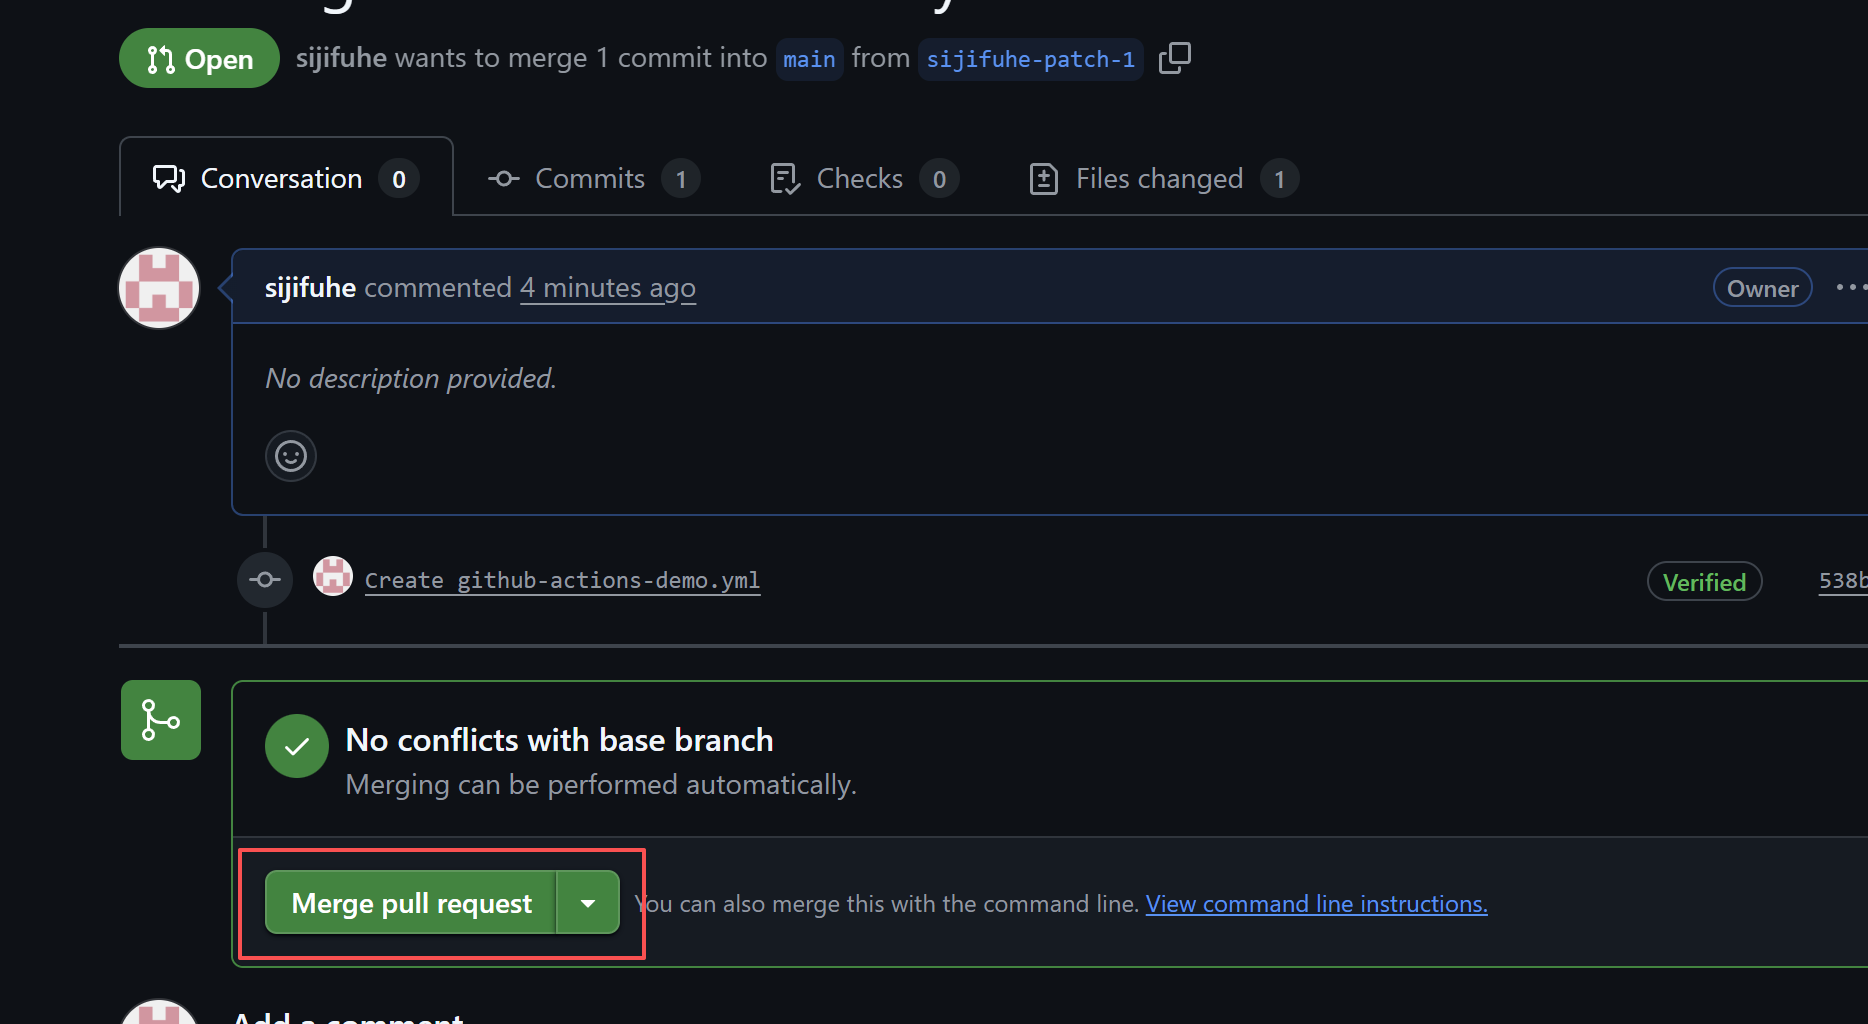 Open sijifuhe wants to merge 1 commit into main from sijifuhe-patch-1
Conversation 0 Commits 1 Checks 0 Files changed 1
sijifuhe commented 4 minutes ago Owner
No description provided.
Create github-actions-demo.yml Verified 538b
No conflicts with base branch
Merging can be performed automatically.
Merge pull request You can also merge this with the command line. View command line instructions.
Add a comment